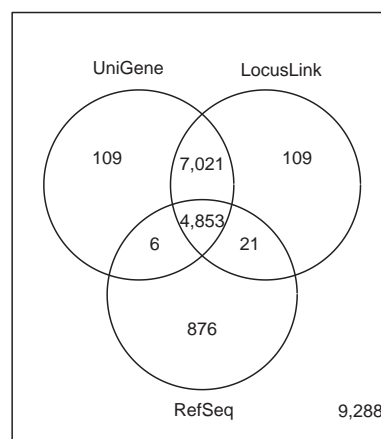 UniGene LocusLink
109 7,021 109
4,853
6 21
876
RefSeq 9,288